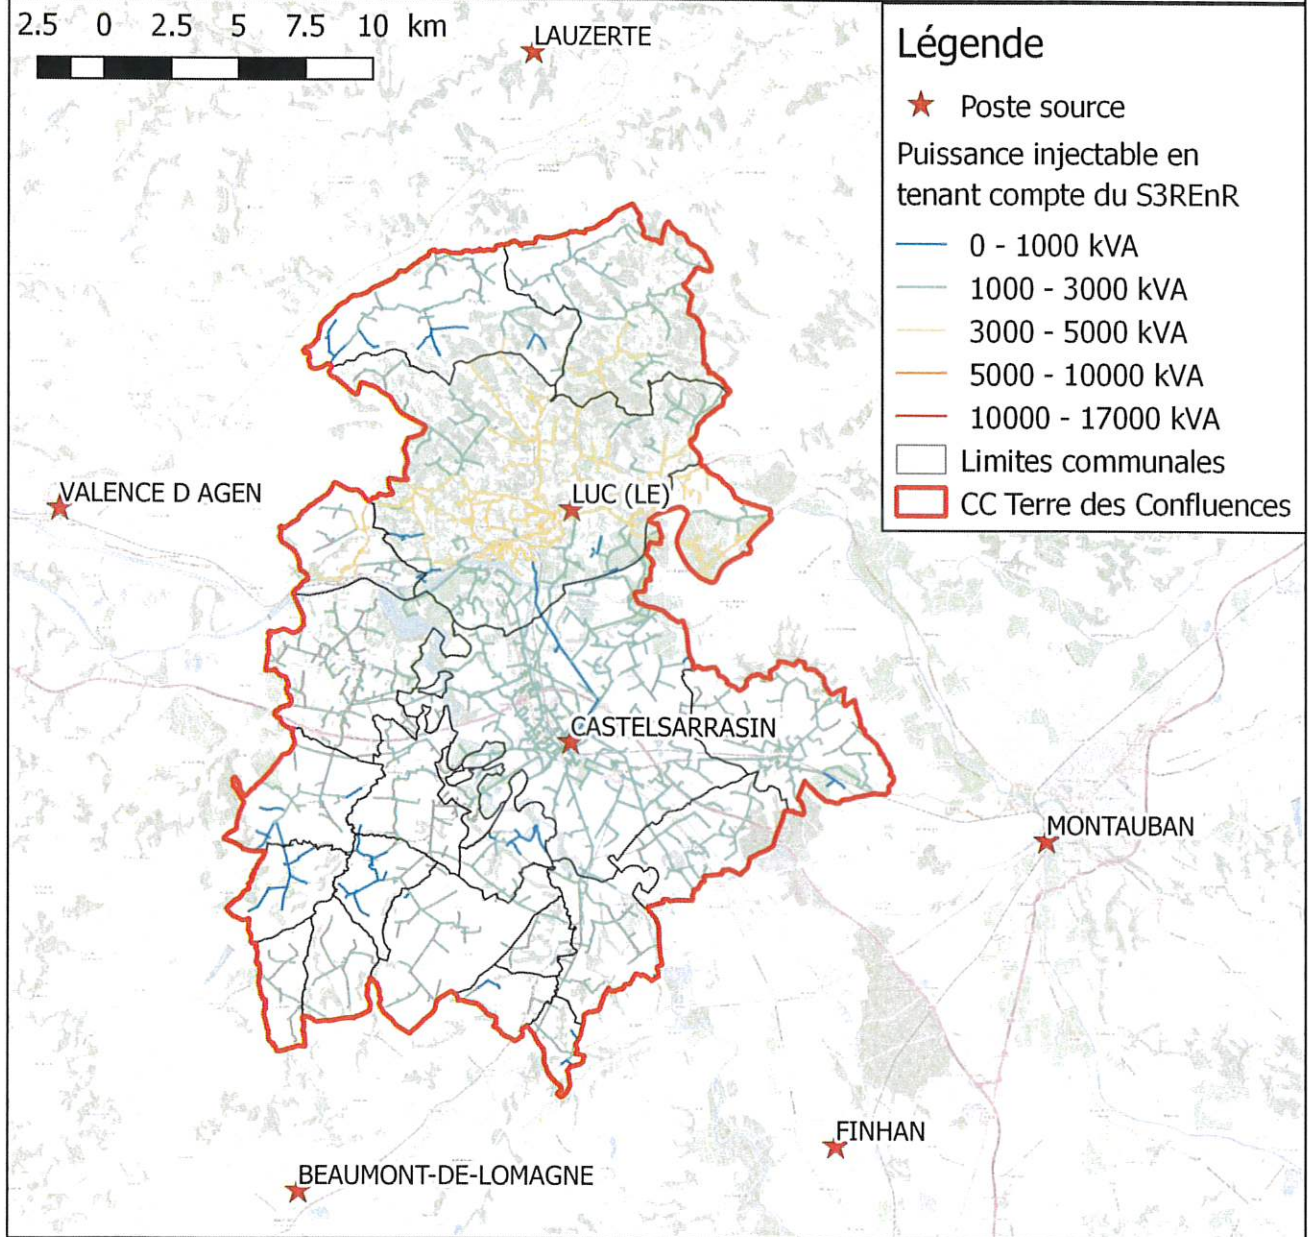 2.5 0 2.5 5 7.5 10 km
LAUZERTE
Légende
Poste source
Puissance injectable en
tenant compte du S3REnR
0 - 1000 kVA
1000 - 3000 kVA
3000 - 5000 kVA
5000 - 10000 kVA
10000 - 17000 kVA
Limites communales
CC Terre des Confluences
VALENCE D AGEN
LUC (LE)
CASTELSARRASIN
MONTAUBAN
FINHAN
BEAUMONT-DE-LOMAGNE